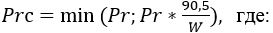 Prc = min (Pr; Pr * 90,5/W), где: